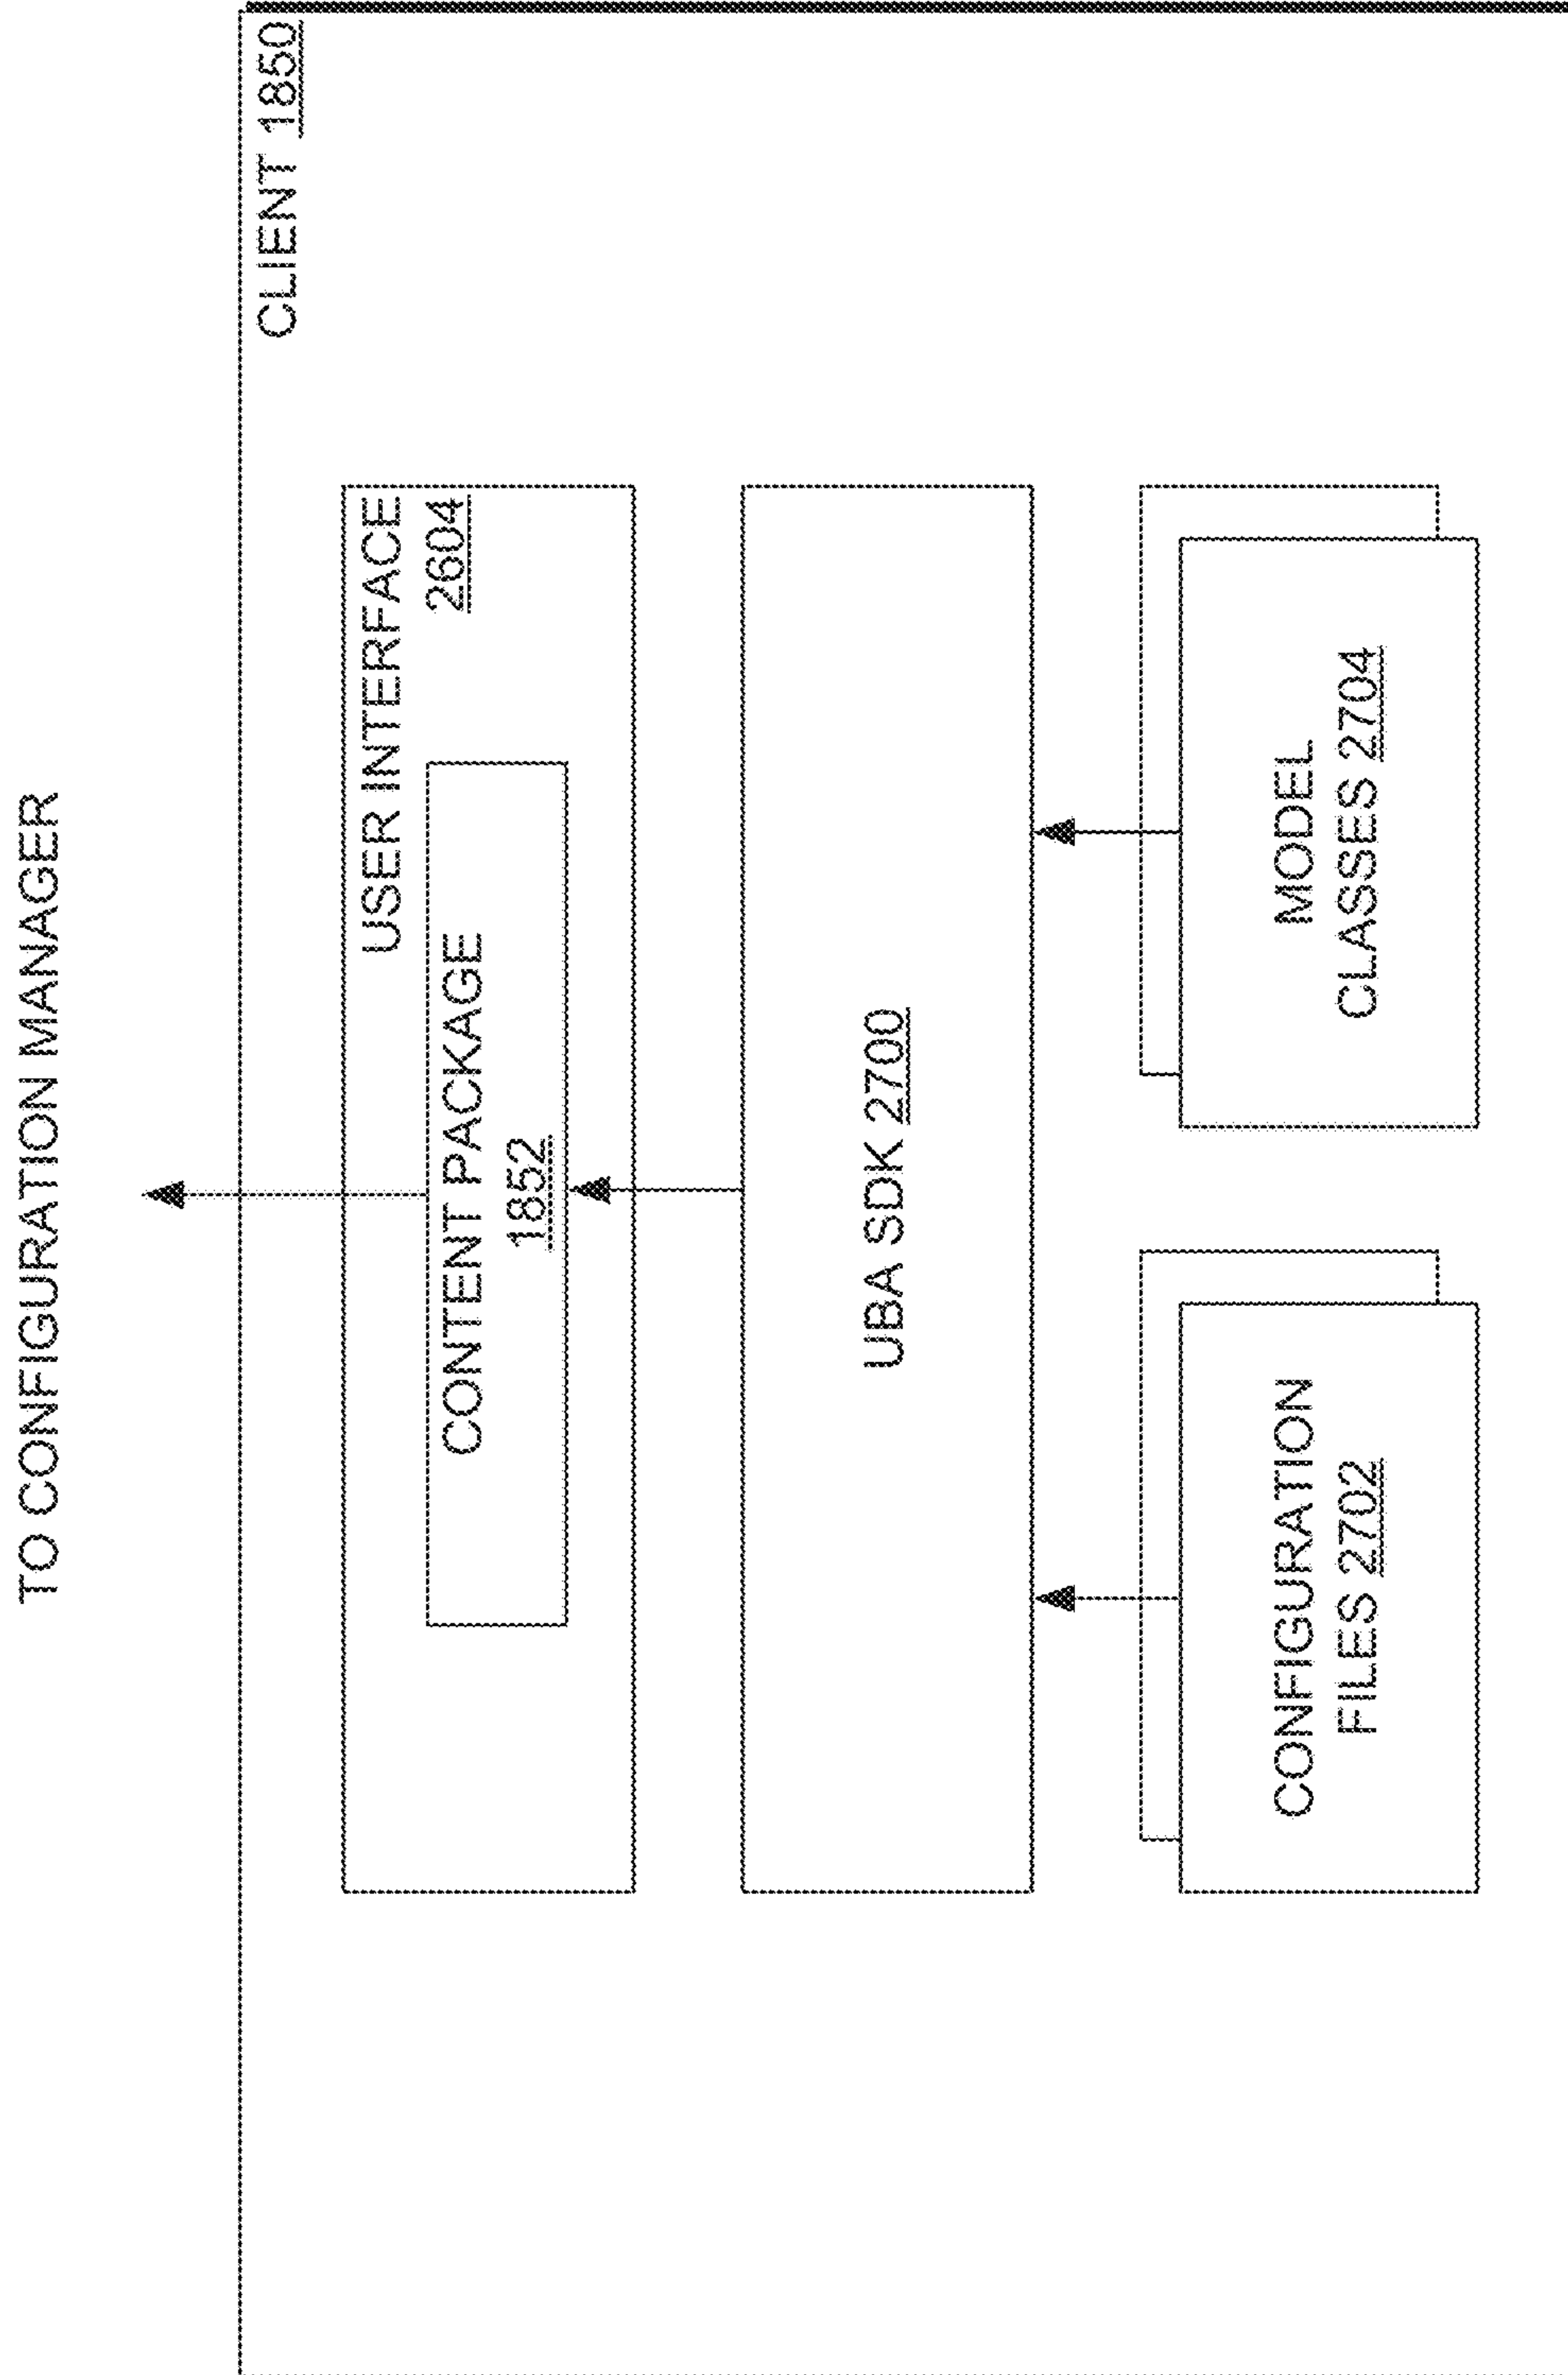 TO CONFIGURATION MANAGER
CLIENT 1850
USER INTERFACE
2604
CONTENT PACKAGE
1852
UBA SDK 2700
CONFIGURATION
FILES 2702
MODEL
CLASSES 2704